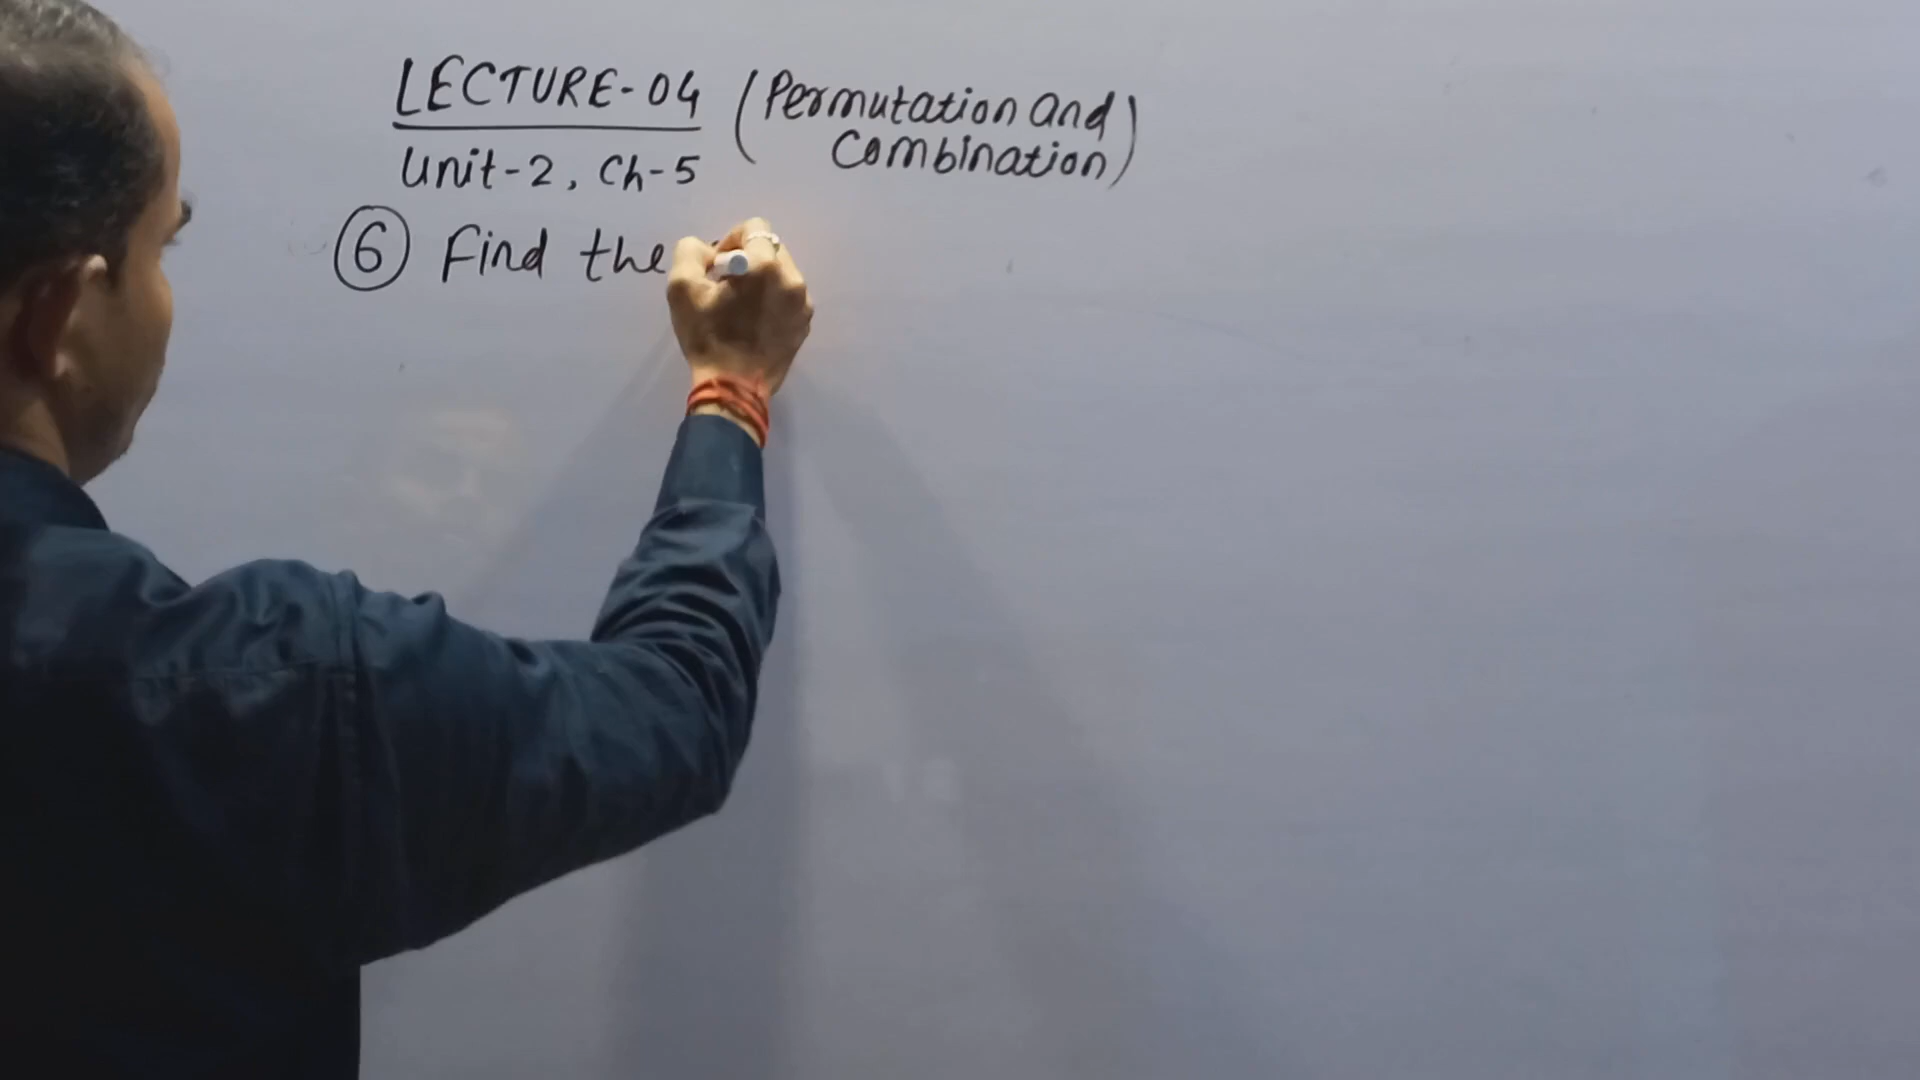 LECTURE-04 (Permutation and
Combination)
Unit-2, Ch-5
6 Find the